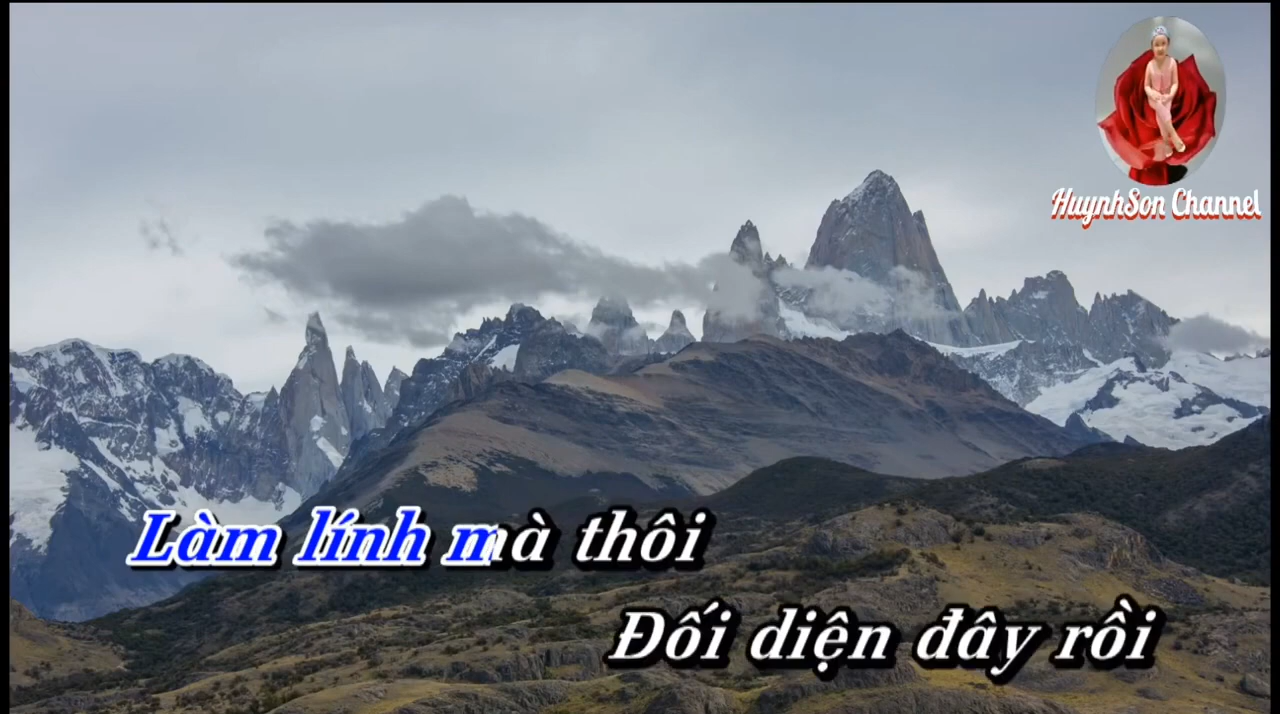 HuynhSon Channel
Làm lính mà thôi
Đối diện đây rồi